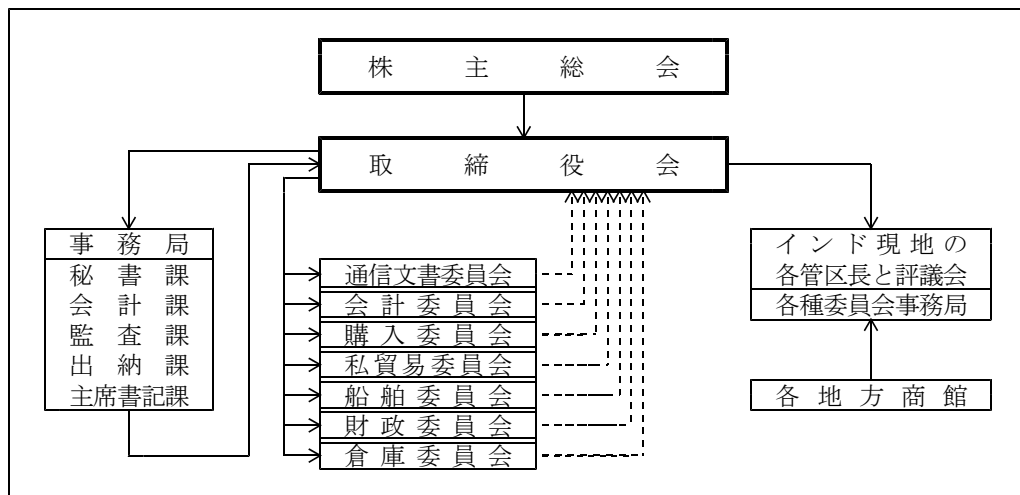 株主総会
取締役会
事務局
秘書課
会計課
監査課
出納課
主席書記課
通信文書委員会
会計委員会
購入委員会
私貿易委員会
船舶委員会
財政委員会
倉庫委員会
インド現地の
各管区長と評議会
各種委員会事務局
各地方商館